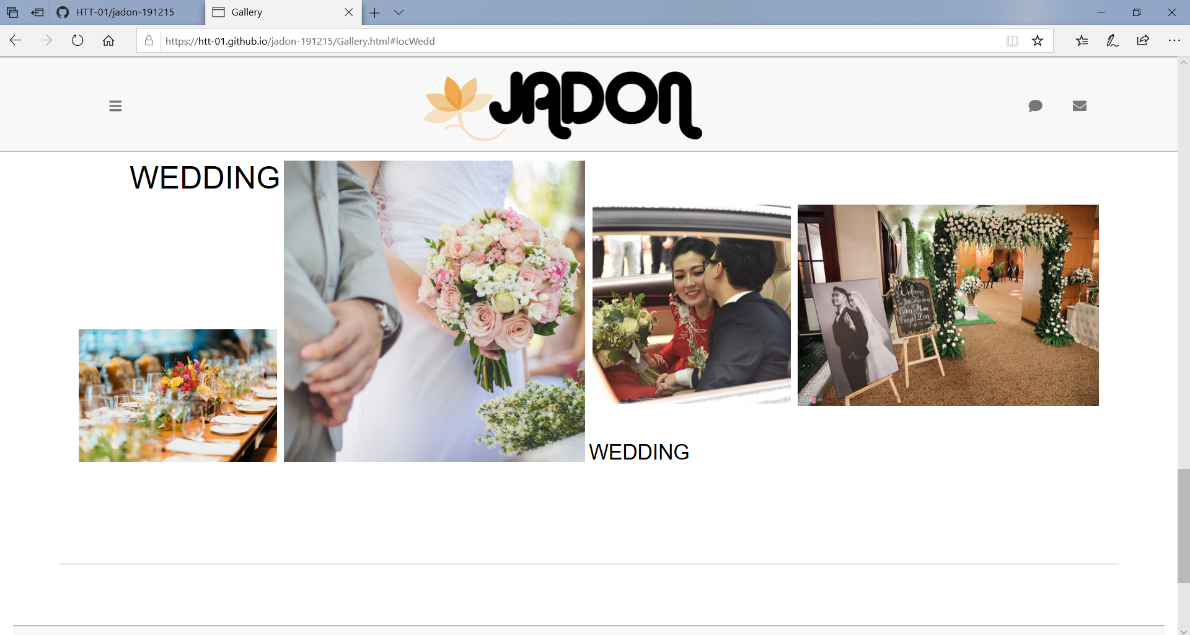 HTT-01/jadon-191215
Gallery
https://htt-01.github.io/jadon-191215/Gallery.html#locWedd
JADON
WEDDING
WEDDING